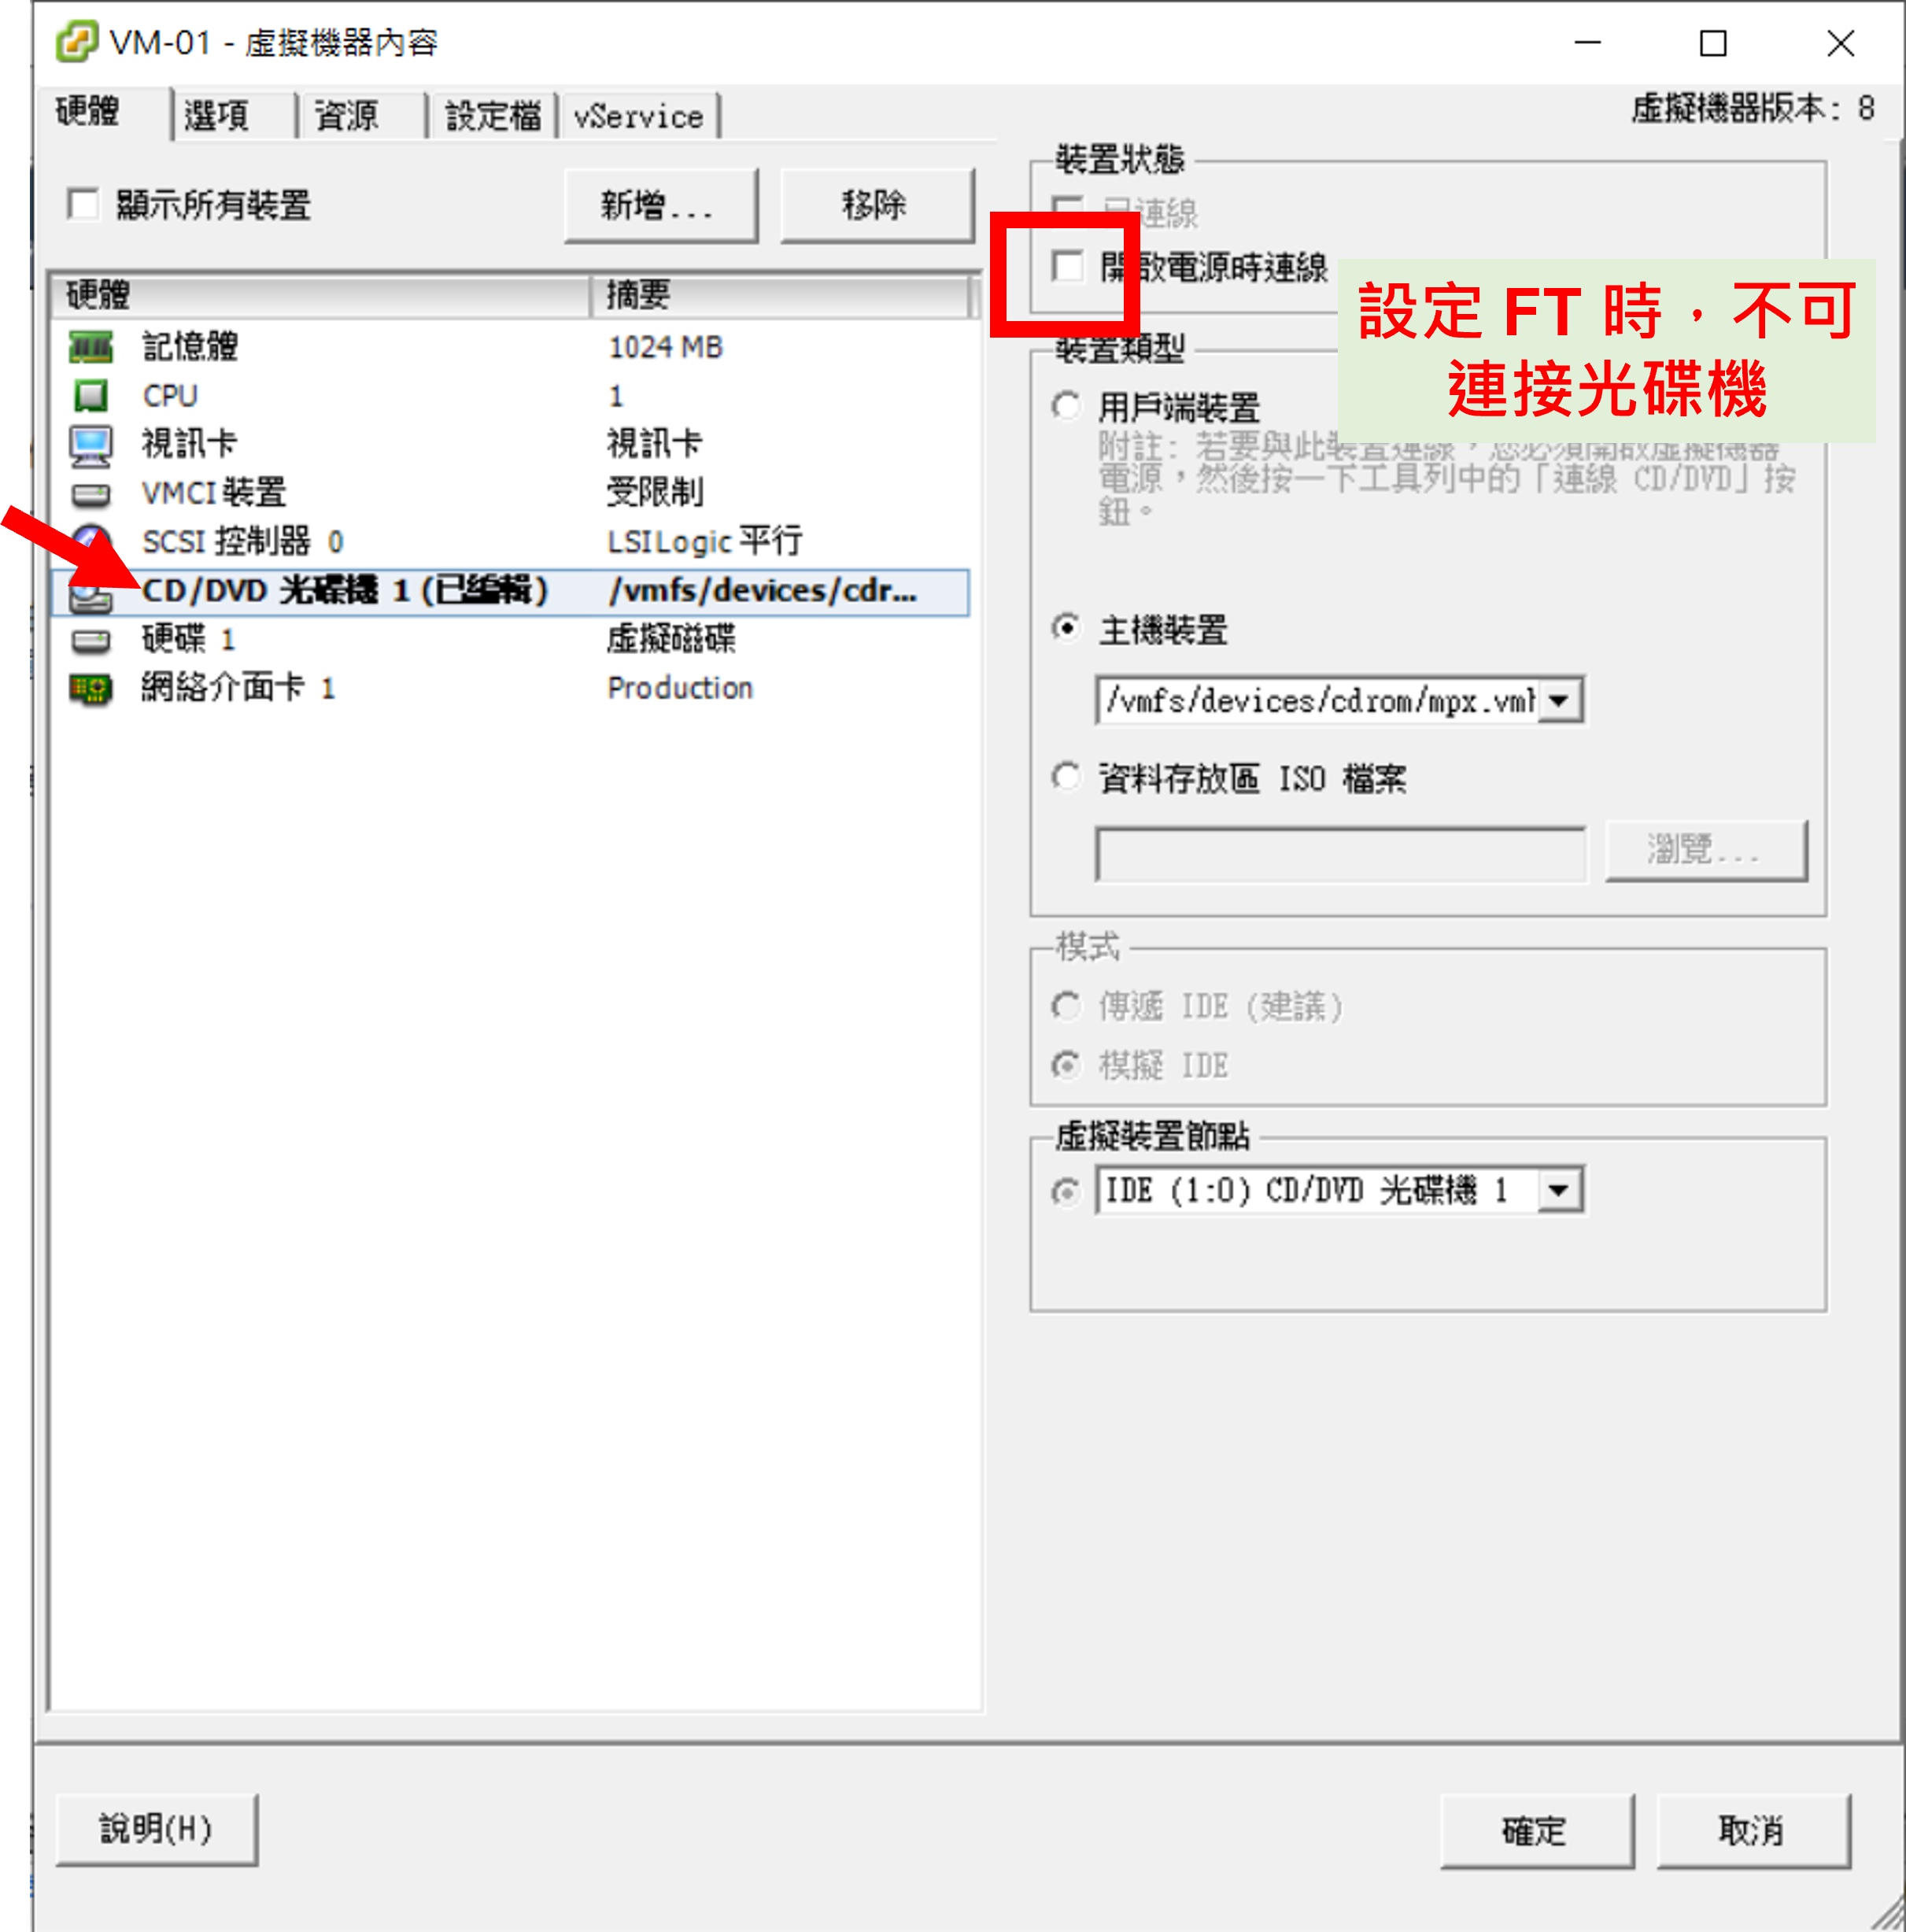 VM-01 - 虛擬機器內容
硬體 選項 資源 設定檔 vService
虛擬機器版本: 8
顯示所有裝置 新增... 移除
硬體 摘要
記憶體 1024 MB
CPU 1
視訊卡 視訊卡
VMCI 裝置 受限制
SCSI 控制器 0 LSI Logic 平行
CD/DVD 光碟機 1 (已編輯) /vmfs/devices/cdr...
硬碟 1 虛擬磁碟
網絡介面卡 1 Production
裝置狀態
已連線
開啟電源時連線
設定 FT 時，不可
連接光碟機
裝置類型
用戶端裝置
附註: 若要與此裝置連線，您必須開啟虛擬機器
電源，然後按一下工具列中的「連線 CD/DVD」按
鈕。
主機裝置
/vmfs/devices/cdrom/mpx.vmh
資料存放區 ISO 檔案
瀏覽...
模式
傳遞 IDE (建議)
模擬 IDE
虛擬裝置節點
IDE (1:0) CD/DVD 光碟機 1
說明(H) 確定 取消